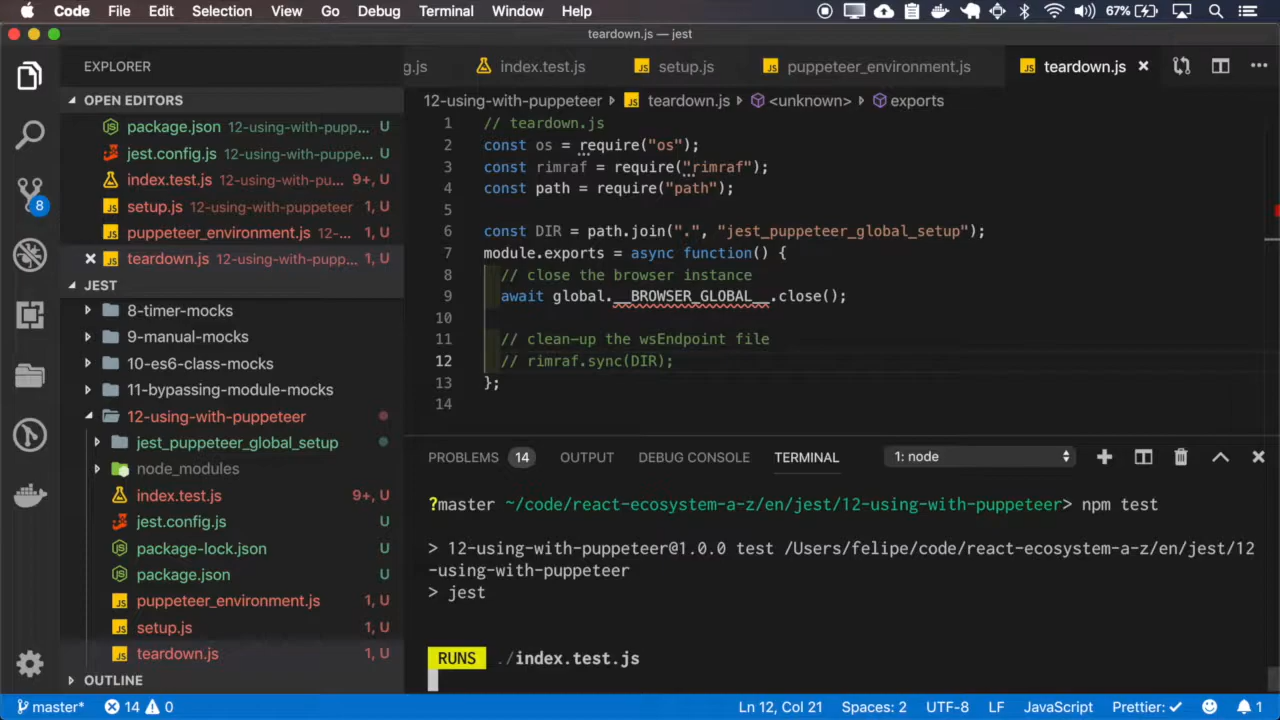 Code File Edit Selection View Go Debug Terminal Window Help 67%
teardown.js — jest
EXPLORER
g.js index.test.js JS setup.js JS puppeteer_environment.js JS teardown.js
OPEN EDITORS
package.json 12-using-with-pupp... U
jest.config.js 12-using-with-puppe... U
index.test.js 12-using-with-pu... 9+, U
JS setup.js 12-using-with-puppeteer 1, U
JS puppeteer_environment.js 12-... 1, U
JS teardown.js 12-using-with-pupp... 1, U
JEST
8-timer-mocks
9-manual-mocks
10-es6-class-mocks
11-bypassing-module-mocks
12-using-with-puppeteer
jest_puppeteer_global_setup
node_modules
index.test.js 9+, U
jest.config.js U
package-lock.json U
package.json U
JS puppeteer_environment.js 1, U
JS setup.js 1, U
JS teardown.js 1, U
OUTLINE
8
12-using-with-puppeteer JS teardown.js <unknown> exports
1 // teardown.js
2 const os = require("os");
3 const rimraf = require("rimraf");
4 const path = require("path");
5
6 const DIR = path.join(".", "jest_puppeteer_global_setup");
7 module.exports = async function() {
8 // close the browser instance
9 await global.__BROWSER_GLOBAL__.close();
10
11 // clean-up the wsEndpoint file
12 // rimraf.sync(DIR);
13 };
14
PROBLEMS 14 OUTPUT DEBUG CONSOLE TERMINAL 1: node
?master ~/code/react-ecosystem-a-z/en/jest/12-using-with-puppeteer> npm test
> 12-using-with-puppeteer@1.0.0 test /Users/felipe/code/react-ecosystem-a-z/en/jest/12
-using-with-puppeteer
> jest
RUNS ./index.test.js
master* 14 0 Ln 12, Col 21 Spaces: 2 UTF-8 LF JavaScript Prettier: ✓ 1